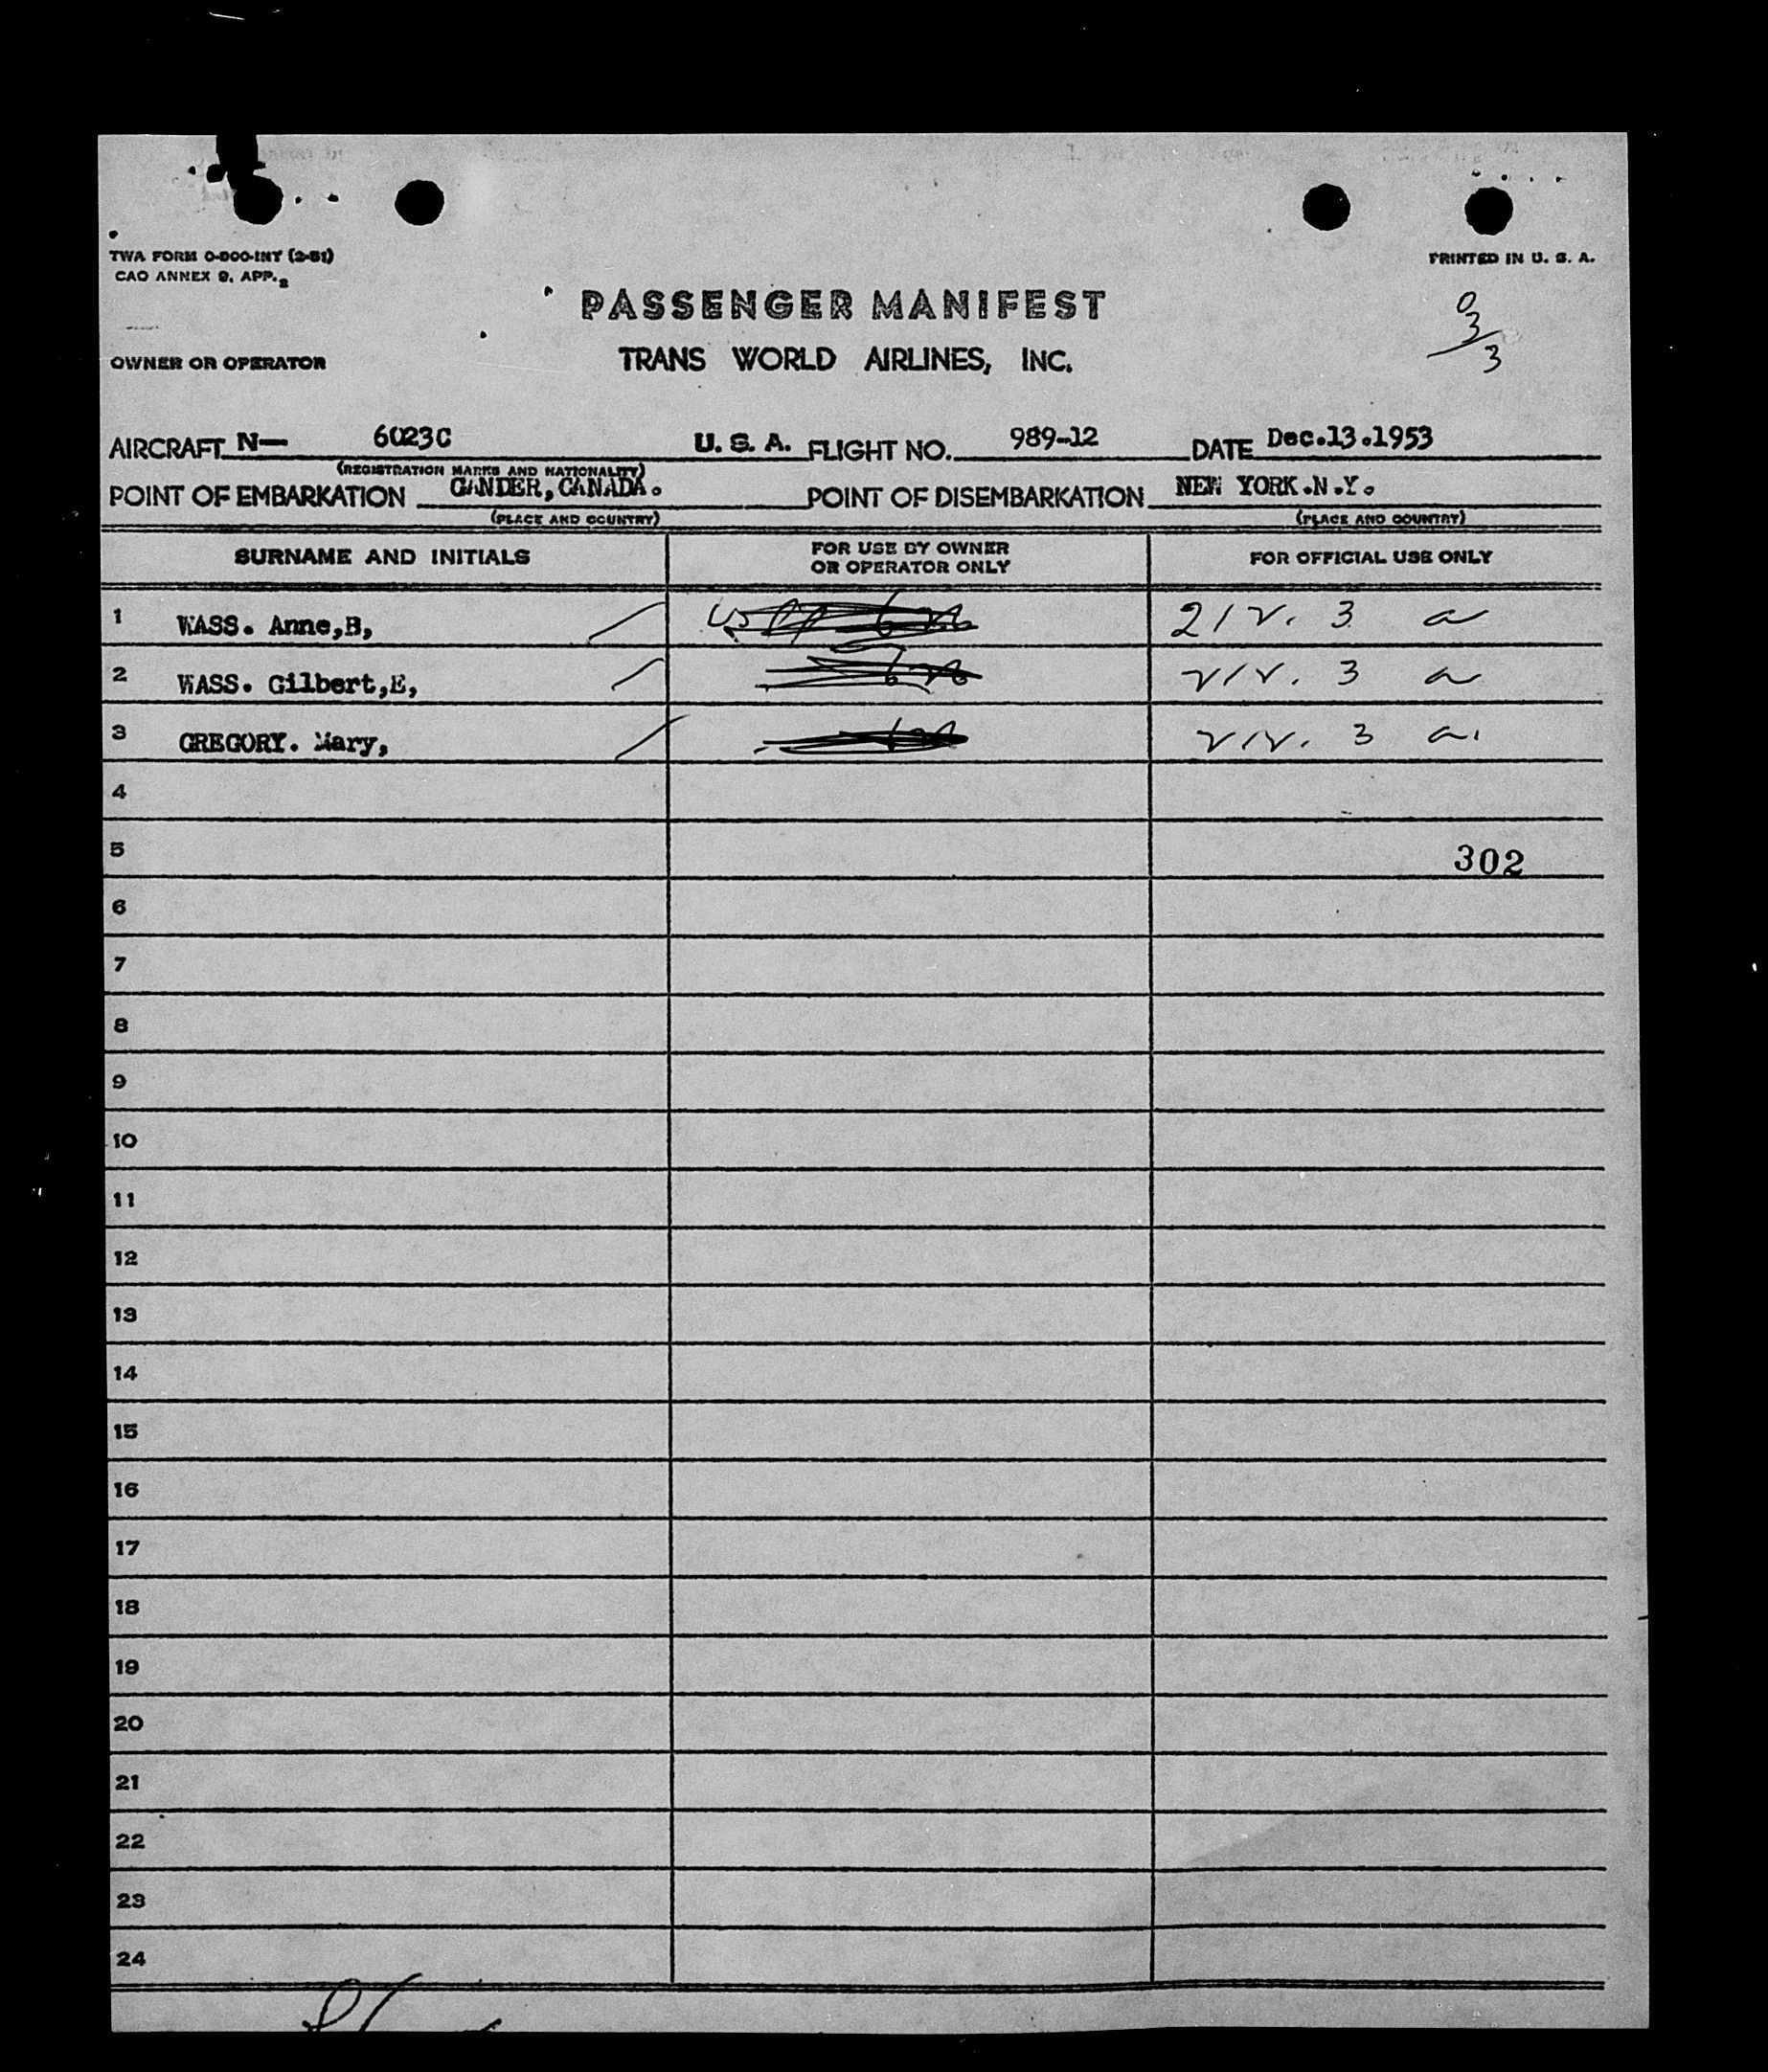 TWA FORM O-900-INT (2-51)
CAO ANNEX 9, APP. 2
PRINTED IN U. S. A.
PASSENGER MANIFEST
0
3
3
OWNER OR OPERATOR
TRANS WORLD AIRLINES, INC.
AIRCRAFT N— 6023C U. S. A. FLIGHT NO. 989-12 DATE Dec.13.1953
(REGISTRATION MARKS AND NATIONALITY)
POINT OF EMBARKATION GANDER, CANADA. POINT OF DISEMBARKATION NEW YORK.N.Y.
(PLACE AND COUNTRY) (PLACE AND COUNTRY)
SURNAME AND INITIALS FOR USE BY OWNER OR OPERATOR ONLY FOR OFFICIAL USE ONLY
1 WASS. Anne,B,
2 WASS. Gilbert,E,
3 GREGORY. Mary,
4
5 302
6
7
8
9
10
11
12
13
14
15
16
17
18
19
20
21
22
23
24